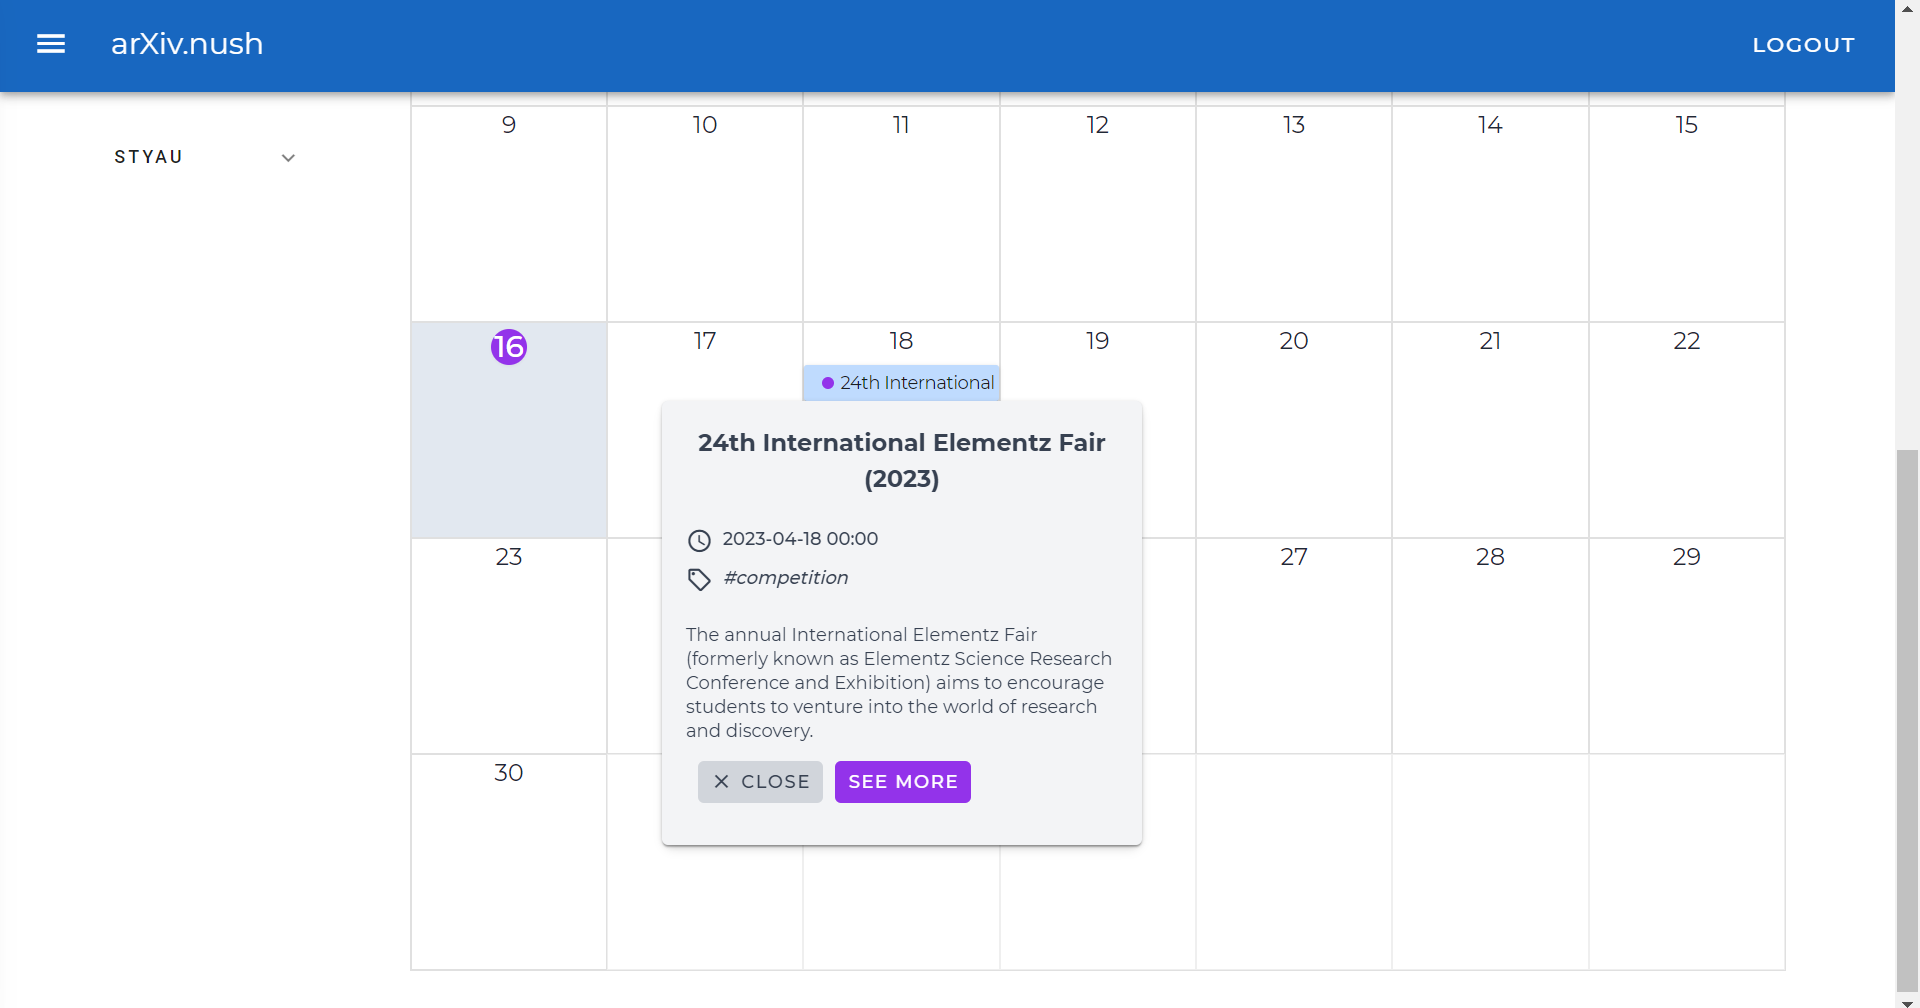 arXiv.nush
LOGOUT
STYAU
9 10 11 12 13 14 15
16 17 18 19 20 21 22
24th International
24th International Elementz Fair
(2023)
2023-04-18 00:00
#competition
The annual International Elementz Fair
(formerly known as Elementz Science Research
Conference and Exhibition) aims to encourage
students to venture into the world of research
and discovery.
CLOSE SEE MORE
23 27 28 29
30